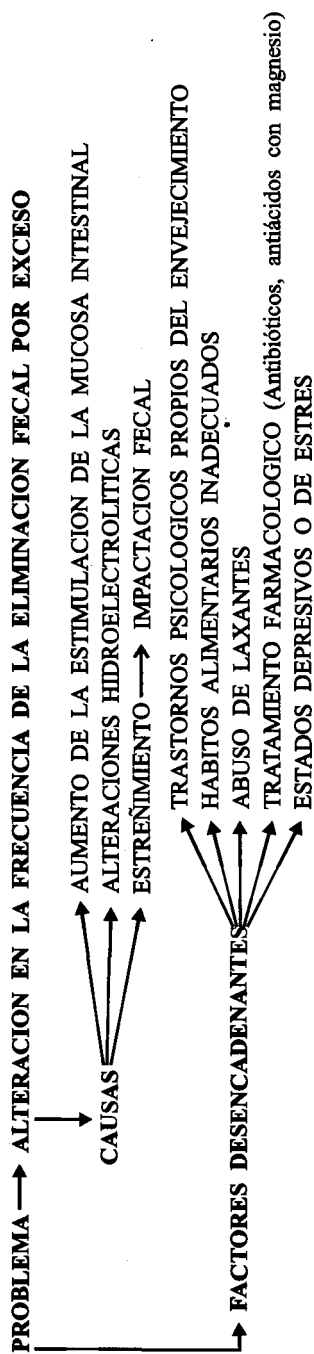 PROBLEMA → ALTERACION EN LA FRECUENCIA DE LA ELIMINACION FECAL POR EXCESO
CAUSAS
AUMENTO DE LA ESTIMULACION DE LA MUCOSA INTESTINAL
ALTERACIONES HIDROELECTROLITICAS
ESTREÑIMIENTO → IMPACTACION FECAL
FACTORES DESENCADENANTES
TRASTORNOS PSICOLOGICOS PROPIOS DEL ENVEJECIMIENTO
HABITOS ALIMENTARIOS INADECUADOS
ABUSO DE LAXANTES
TRATAMIENTO FARMACOLOGICO (Antibióticos, antiácidos con magnesio)
ESTADOS DEPRESIVOS O DE ESTRES